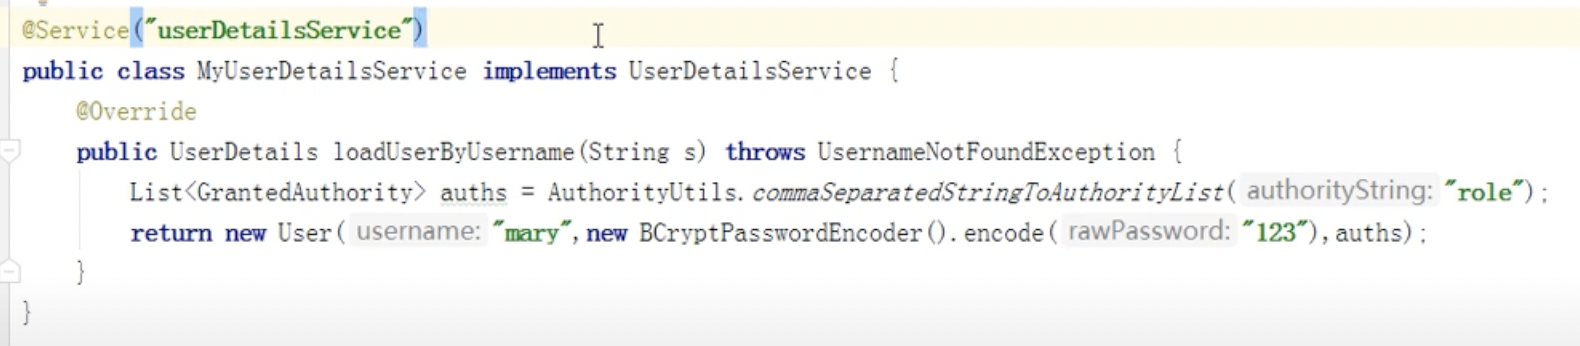 @Service("userDetailsService")
public class MyUserDetailsService implements UserDetailsService {
@Override
public UserDetails loadUserByUsername(String s) throws UsernameNotFoundException {
List<GrantedAuthority> auths = AuthorityUtils.commaSeparatedStringToAuthorityList( authorityString: "role");
return new User( username: "mary",new BCryptPasswordEncoder().encode( rawPassword: "123"),auths);
}
}